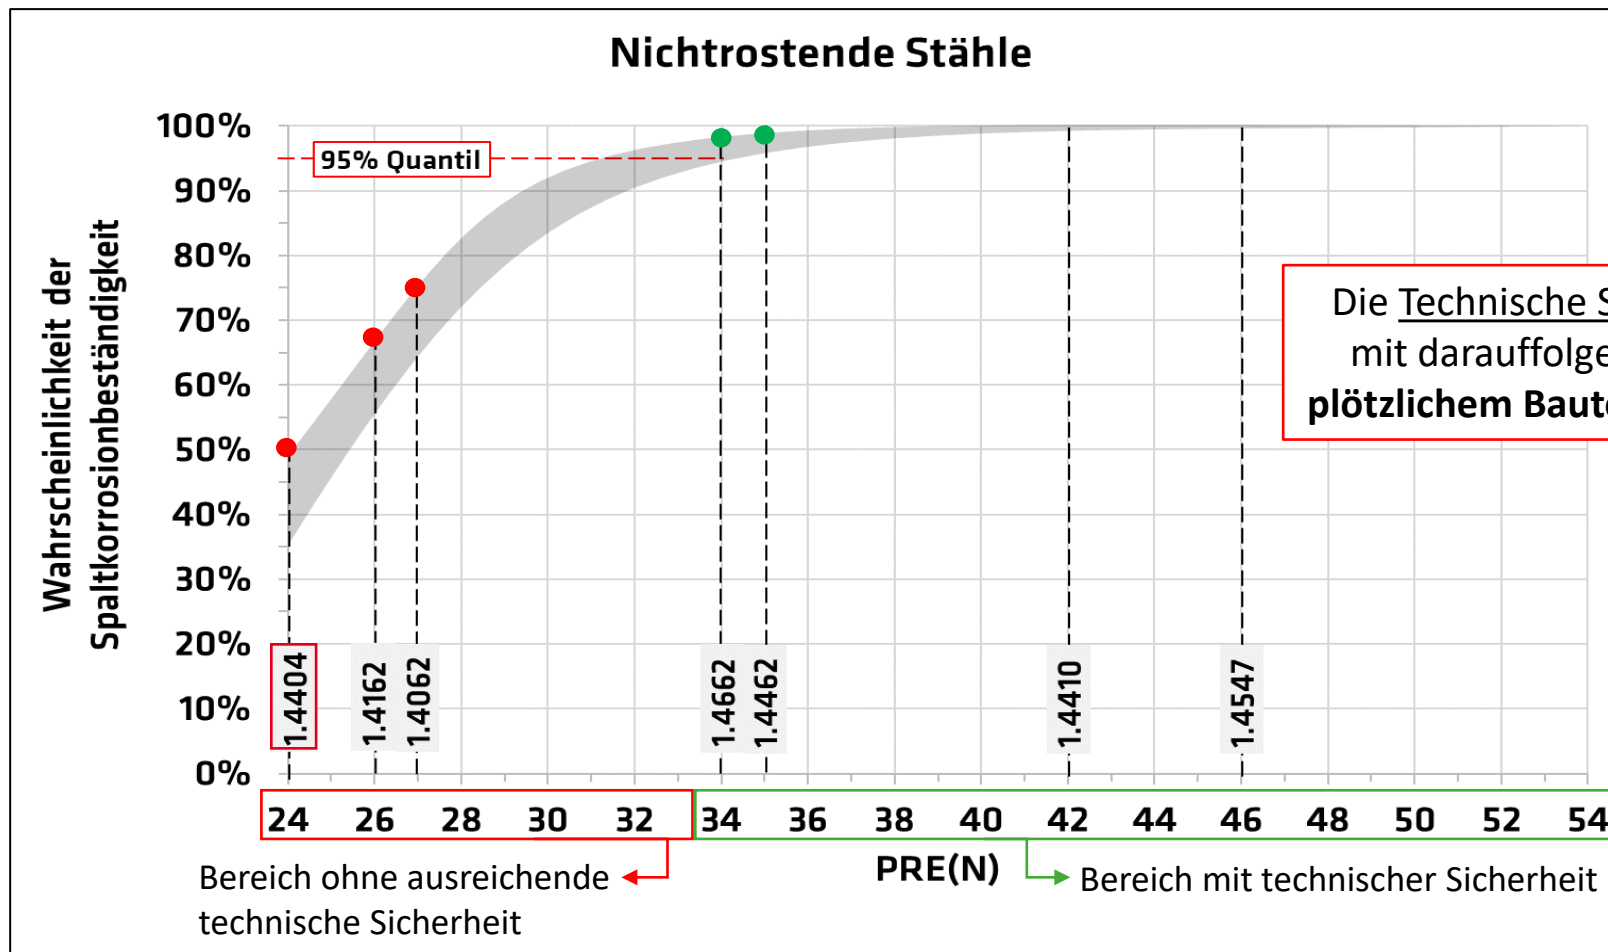 Nichtrostende Stähle
Wahrscheinlichkeit der
Spaltkorrosionbeständigkeit
100%
95% Quantil
90%
80%
70%
60%
50%
40%
30%
20%
10%
0%
Die Technische S
mit darauffolge
plötzlichem Baute
1.4404
1.4162
1.4062
1.4662
1.4462
1.4410
1.4547
24 26 28 30 32 34 36 38 40 42 44 46 48 50 52 54
PRE(N)
Bereich ohne ausreichende
technische Sicherheit
Bereich mit technischer Sicherheit